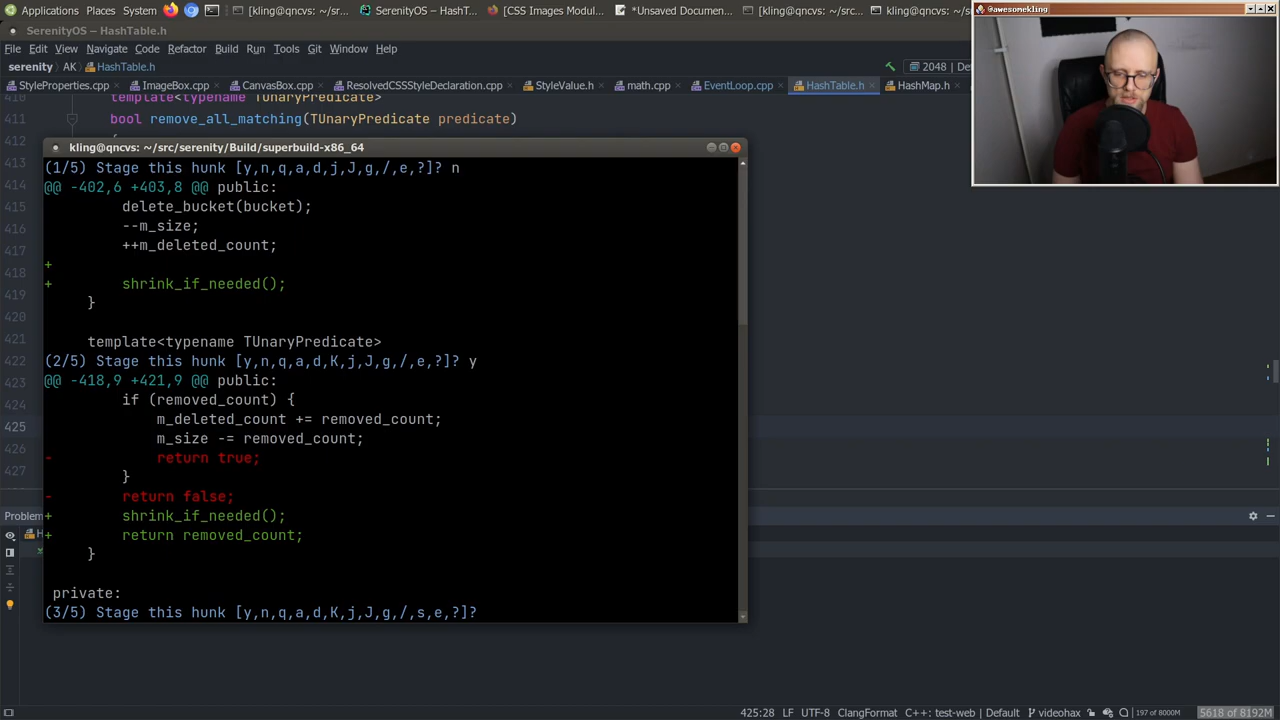 Applications Places System [kling@qncvs: ~/sr... SerenityOS – HashT... [CSS Images Modul... *Unsaved Documen... [kling@qncvs: ~/sr... kling@qncvs: ~/src...
@awesomekling
SerenityOS – HashTable.h
File Edit View Navigate Code Refactor Build Run Tools Git Window Help
serenity AK HashTable.h
2048 | De
StyleProperties.cpp ImageBox.cpp CanvasBox.cpp ResolvedCSSStyleDeclaration.cpp StyleValue.h math.cpp EventLoop.cpp HashTable.h HashMap.h
410 template<typename TUnaryPredicate>
411 bool remove_all_matching(TUnaryPredicate predicate)
412 {
413
414
415
416
417
418
419
420
421
422
423
424
425
426
427
kling@qncvs: ~/src/serenity/Build/superbuild-x86_64
(1/5) Stage this hunk [y,n,q,a,d,j,J,g,/,e,?]? n
@@ -402,6 +403,8 @@ public:
delete_bucket(bucket);
--m_size;
++m_deleted_count;
+
+ shrink_if_needed();
}
template<typename TUnaryPredicate>
(2/5) Stage this hunk [y,n,q,a,d,K,j,J,g,/,e,?]? y
@@ -418,9 +421,9 @@ public:
if (removed_count) {
m_deleted_count += removed_count;
m_size -= removed_count;
- return true;
}
- return false;
+ shrink_if_needed();
+ return removed_count;
}
private:
(3/5) Stage this hunk [y,n,q,a,d,K,j,J,g,/,s,e,?]?
Problem
425:28 LF UTF-8 ClangFormat C++: test-web | Default videohax 197 of 8000M 5618 of 8192M